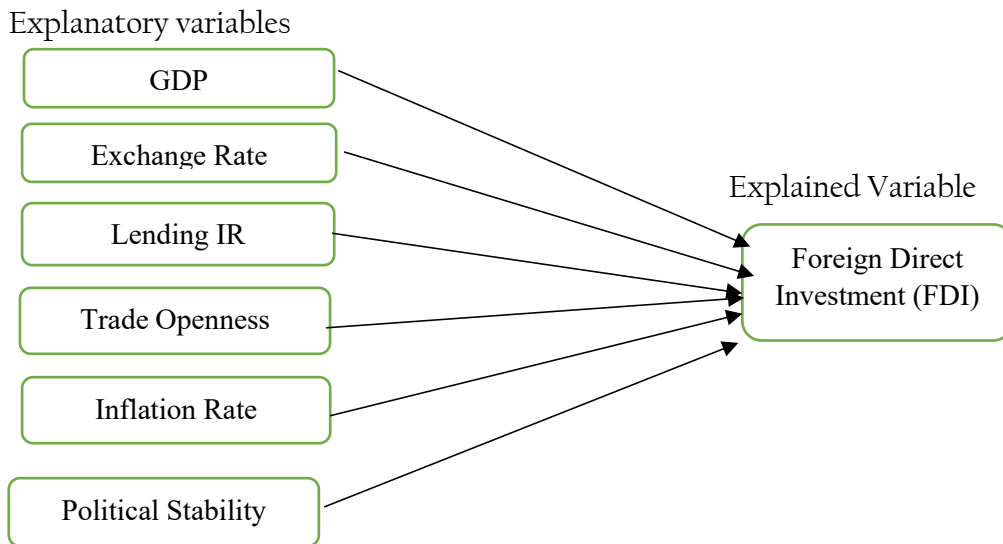 Explanatory variables
GDP
Exchange Rate
Lending IR
Trade Openness
Inflation Rate
Political Stability
Explained Variable
Foreign Direct
Investment (FDI)